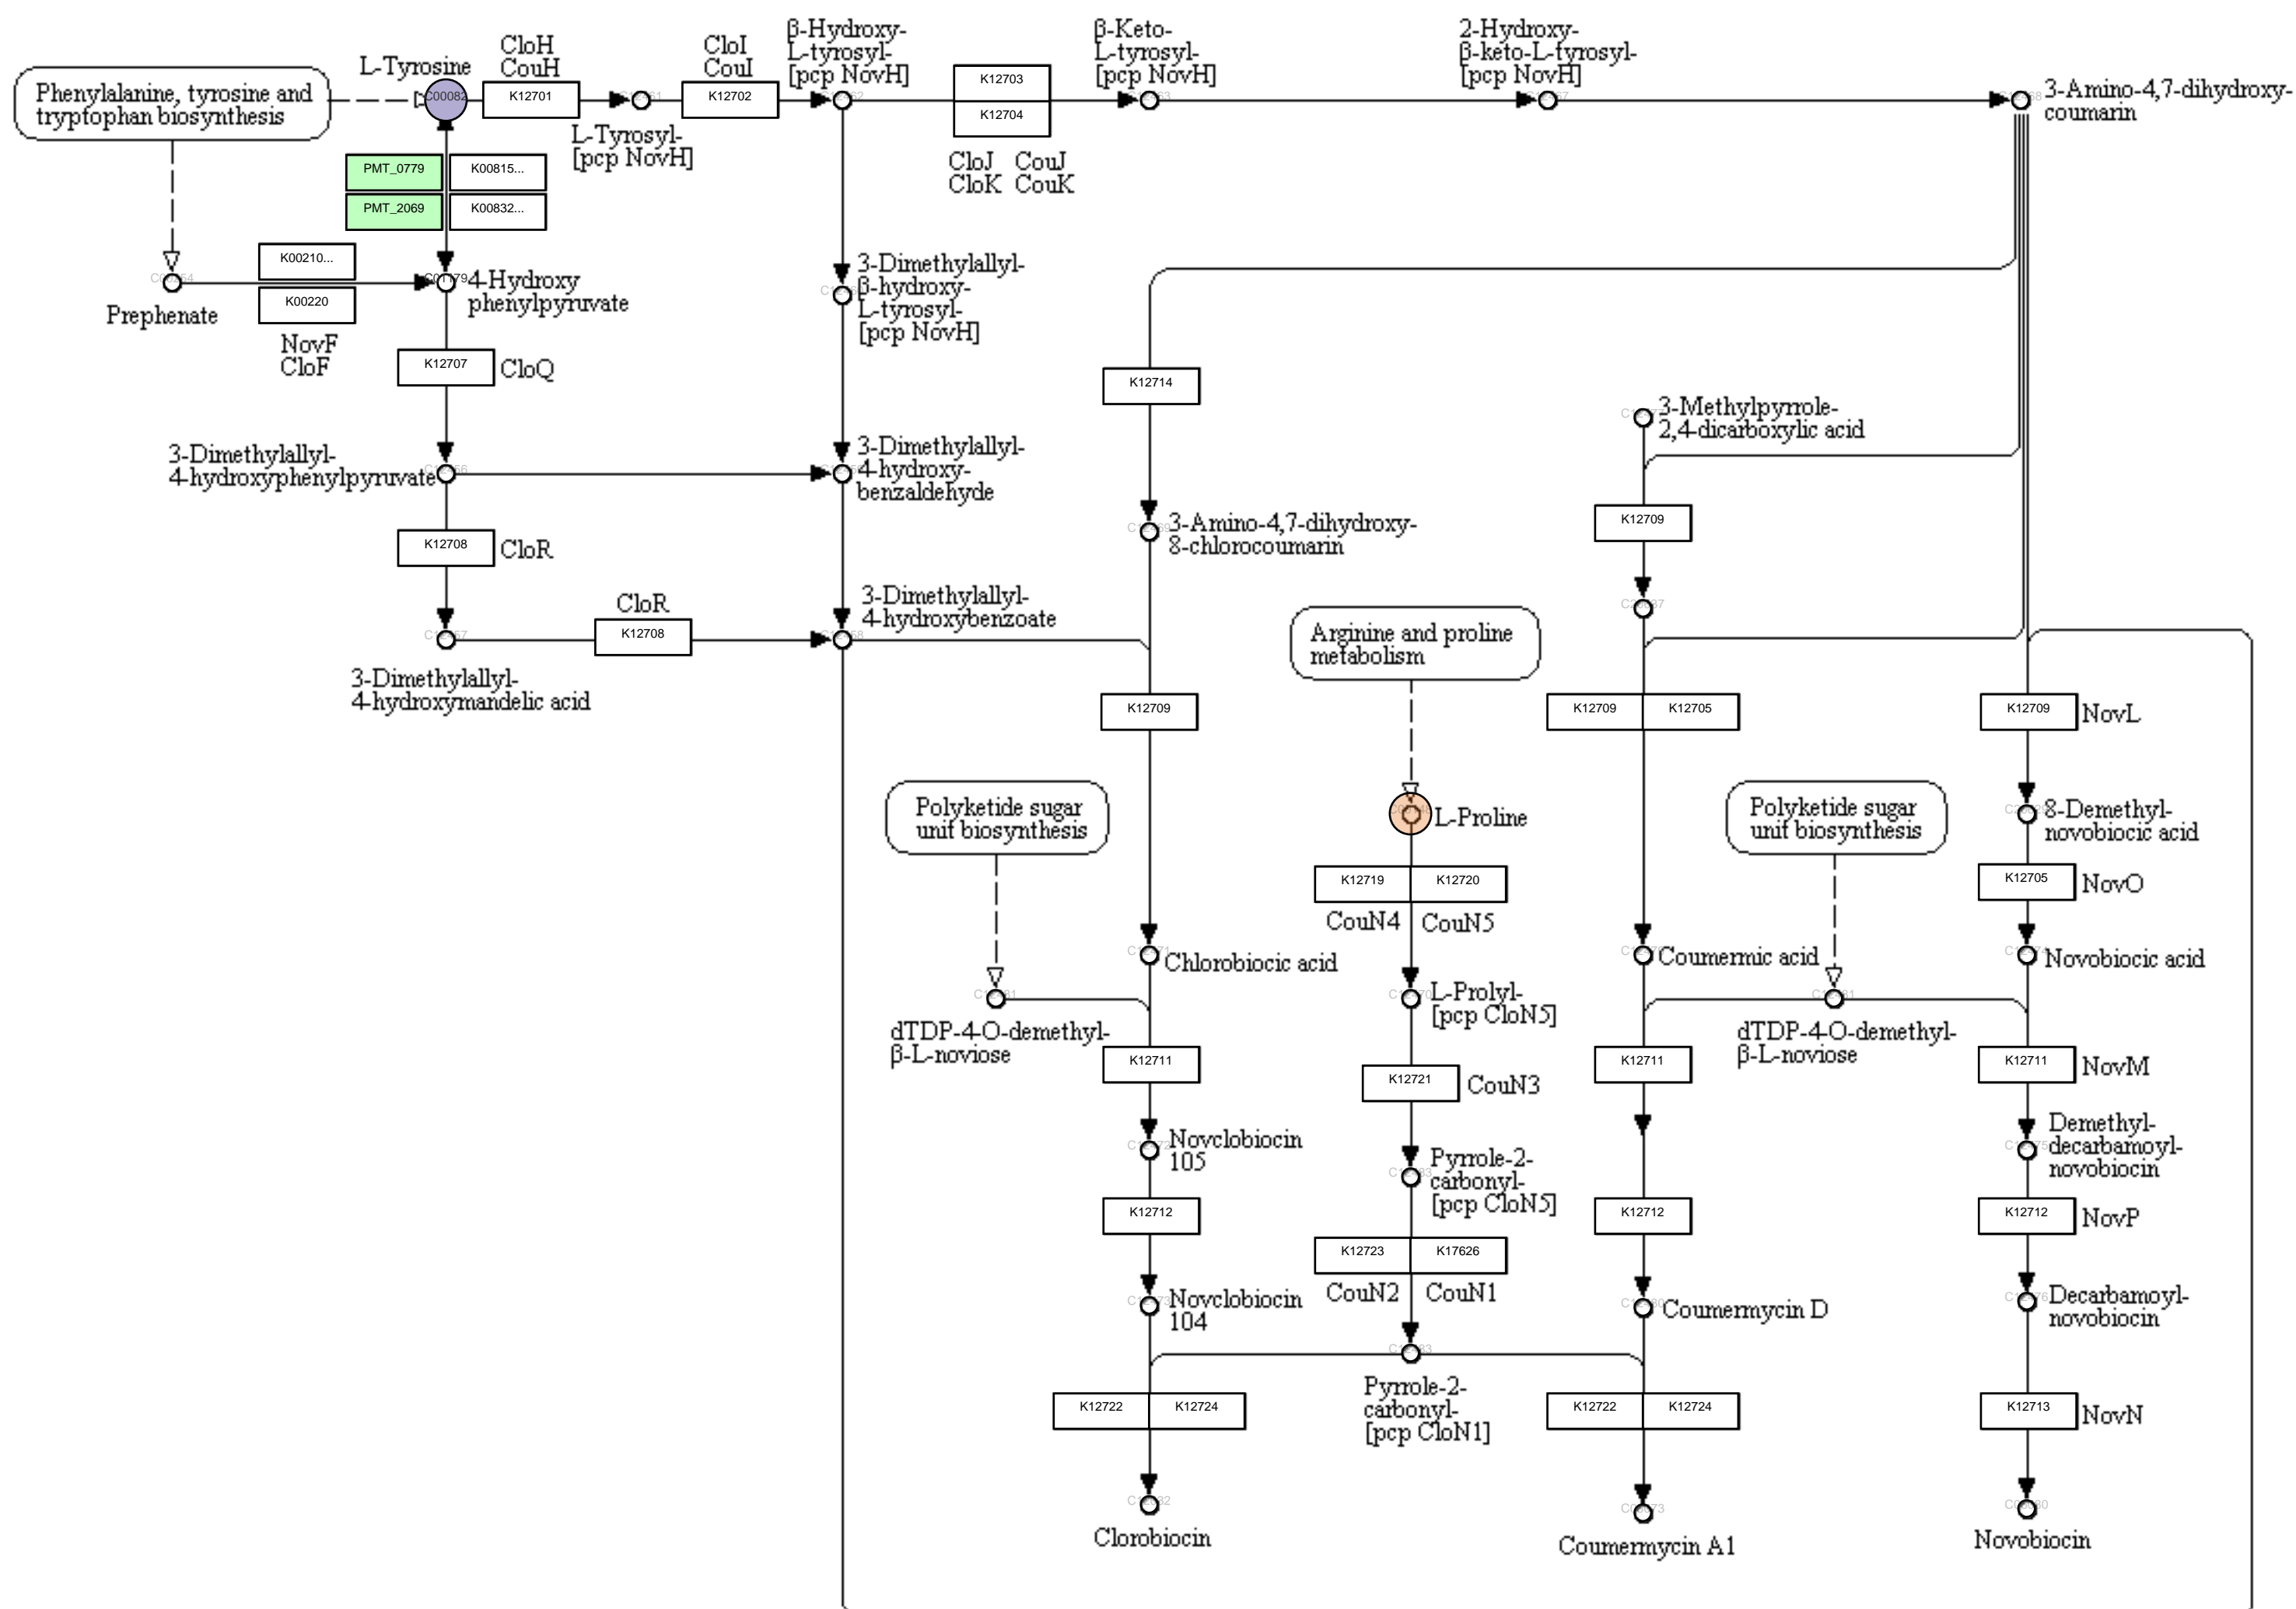 Phenylalanine, tyrosine and
tryptophan biosynthesis
L-Tyrosine
C00082
CloH
CouH
K12701
L-Tyrosyl-
[pcp NovH]
CloI
CouI
K12702
β-Hydroxy-
L-tyrosyl-
[pcp NovH]
K12703
K12704
CloJ CouJ
CloK CouK
β-Keto-
L-tyrosyl-
[pcp NovH]
2-Hydroxy-
β-keto-L-tyrosyl-
[pcp NovH]
3-Amino-4,7-dihydroxy-
coumarin
PMT_0779
K00815...
PMT_2069
K00832...
K00210...
K00220
Prephenate
NovF
CloF
4-Hydroxy
phenylpyruvate
3-Dimethylallyl-
β-hydroxy-
L-tyrosyl-
[pcp NovH]
K12707
CloQ
K12714
3-Methylpyrrole-
2,4-dicarboxylic acid
3-Dimethylallyl-
4-hydroxyphenylpyruvate
3-Dimethylallyl-
4-hydroxy-
benzaldehyde
3-Amino-4,7-dihydroxy-
8-chlorocoumarin
K12709
K12708
CloR
CloR
K12708
3-Dimethylallyl-
4-hydroxybenzoate
3-Dimethylallyl-
4-hydroxymandelic acid
Arginine and proline
metabolism
K12709
K12709
K12705
K12709
NovL
Polyketide sugar
unit biosynthesis
L-Proline
Polyketide sugar
unit biosynthesis
8-Demethyl-
novobiocic acid
K12719
K12720
CouN4
CouN5
K12705
NovO
Chlorobiocic acid
Coumermic acid
Novobiocic acid
dTDP-4-O-demethyl-
β-L-noviose
L-Prolyl-
[pcp CloN5]
dTDP-4-O-demethyl-
β-L-noviose
K12711
K12721
CouN3
K12711
K12711
NovM
Novclobiocin
105
Pyrrole-2-
carbonyl-
[pcp CloN5]
Demethyl-
decarbamoyl-
novobiocin
K12712
K12723
K17626
CouN2
CouN1
K12712
K12712
NovP
Novclobiocin
104
Coumermycin D
Decarbamoyl-
novobiocin
K12722
K12724
Pyrrole-2-
carbonyl-
[pcp CloN1]
K12722
K12724
K12713
NovN
Clorobiocin
Coumermycin A1
Novobiocin